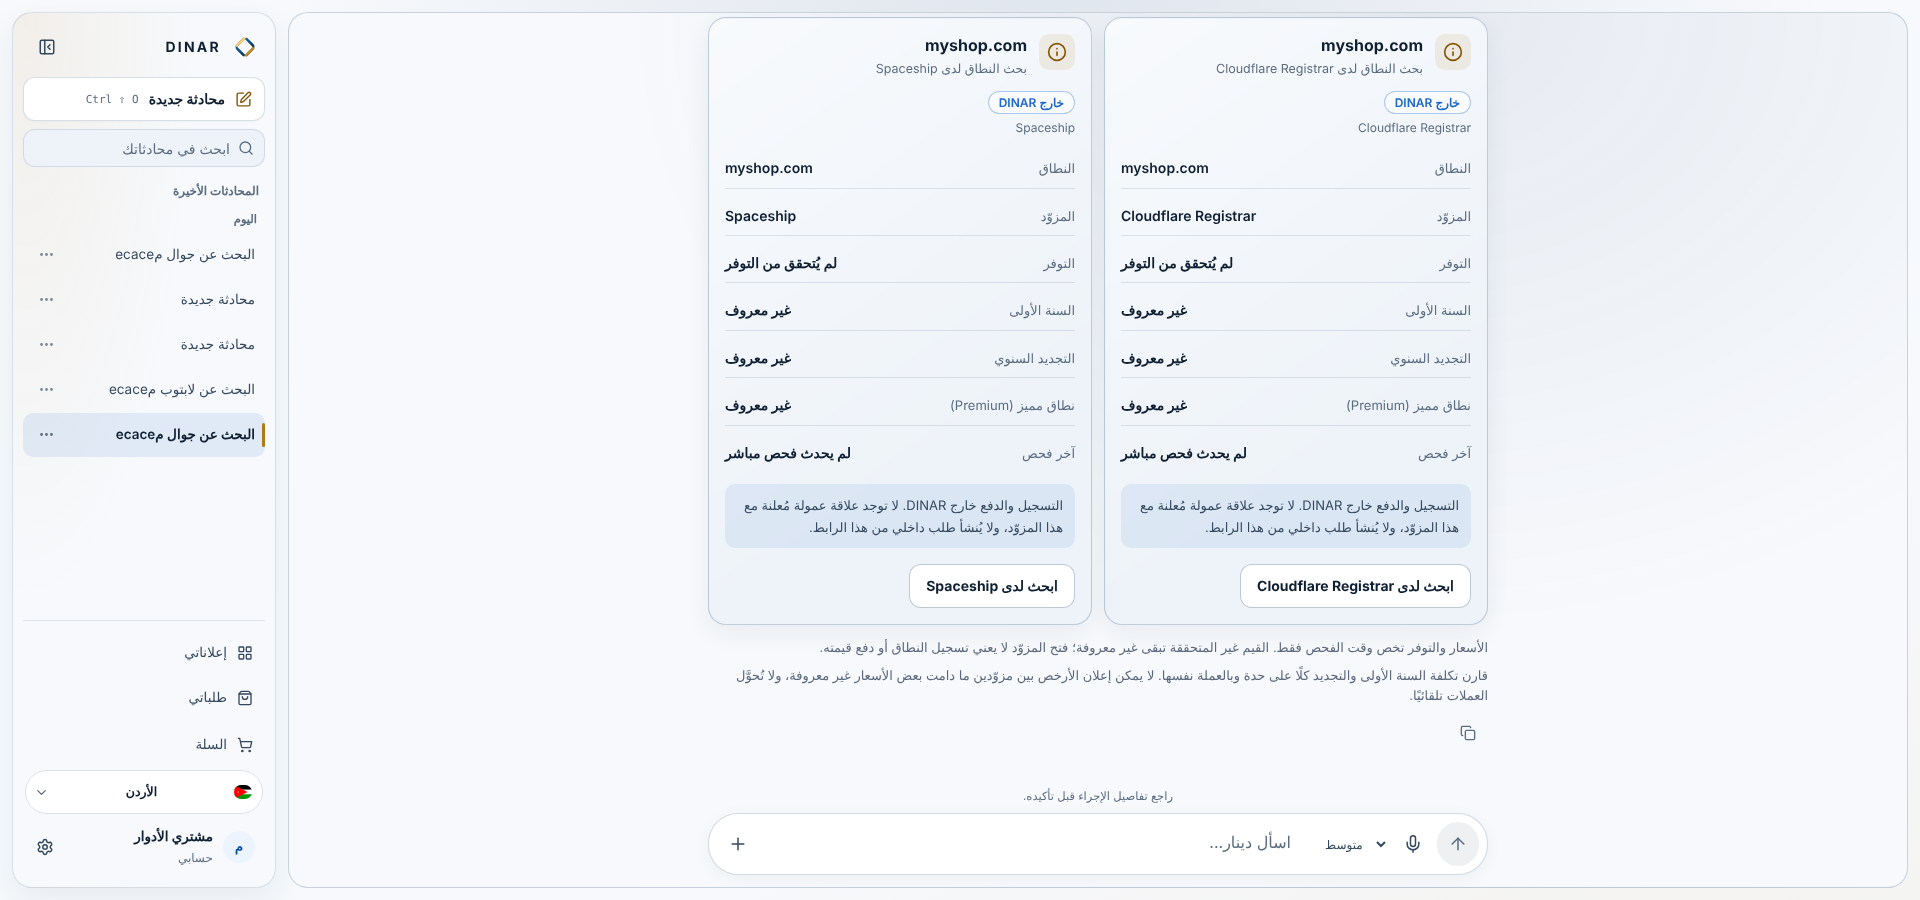 DINAR
محادثة جديدة
Ctrl ⇧ O
ابحث في محادثاتك
المحادثات الأخيرة
اليوم
البحث عن جوال مecace
محادثة جديدة
محادثة جديدة
البحث عن لابتوب مecace
البحث عن جوال مecace
إعلاناتي
طلباتي
السلة
الأردن
م
مشتري الأدوار
حسابي
myshop.com
بحث النطاق لدى Cloudflare Registrar
خارج DINAR
Cloudflare Registrar
النطاق myshop.com
المزوّد Cloudflare Registrar
التوفر لم يُتحقق من التوفر
السنة الأولى غير معروف
التجديد السنوي غير معروف
نطاق مميز (Premium) غير معروف
آخر فحص لم يحدث فحص مباشر
التسجيل والدفع خارج DINAR. لا توجد علاقة عمولة مُعلنة مع
هذا المزوّد، ولا يُنشأ طلب داخلي من هذا الرابط.
ابحث لدى Cloudflare Registrar
myshop.com
بحث النطاق لدى Spaceship
خارج DINAR
Spaceship
النطاق myshop.com
المزوّد Spaceship
التوفر لم يُتحقق من التوفر
السنة الأولى غير معروف
التجديد السنوي غير معروف
نطاق مميز (Premium) غير معروف
آخر فحص لم يحدث فحص مباشر
التسجيل والدفع خارج DINAR. لا توجد علاقة عمولة مُعلنة مع
هذا المزوّد، ولا يُنشأ طلب داخلي من هذا الرابط.
ابحث لدى Spaceship
الأسعار والتوفر تخص وقت الفحص فقط. القيم غير المتحققة تبقى غير معروفة؛ فتح المزوّد لا يعني تسجيل النطاق أو دفع قيمته.
قارن تكلفة السنة الأولى والتجديد كلًا على حدة وبالعملة نفسها. لا يمكن إعلان الأرخص بين مزوّدين ما دامت بعض الأسعار غير معروفة، ولا تُحوَّل
العملات تلقائيًا.
راجع تفاصيل الإجراء قبل تأكيده.
متوسط
اسأل دينار...